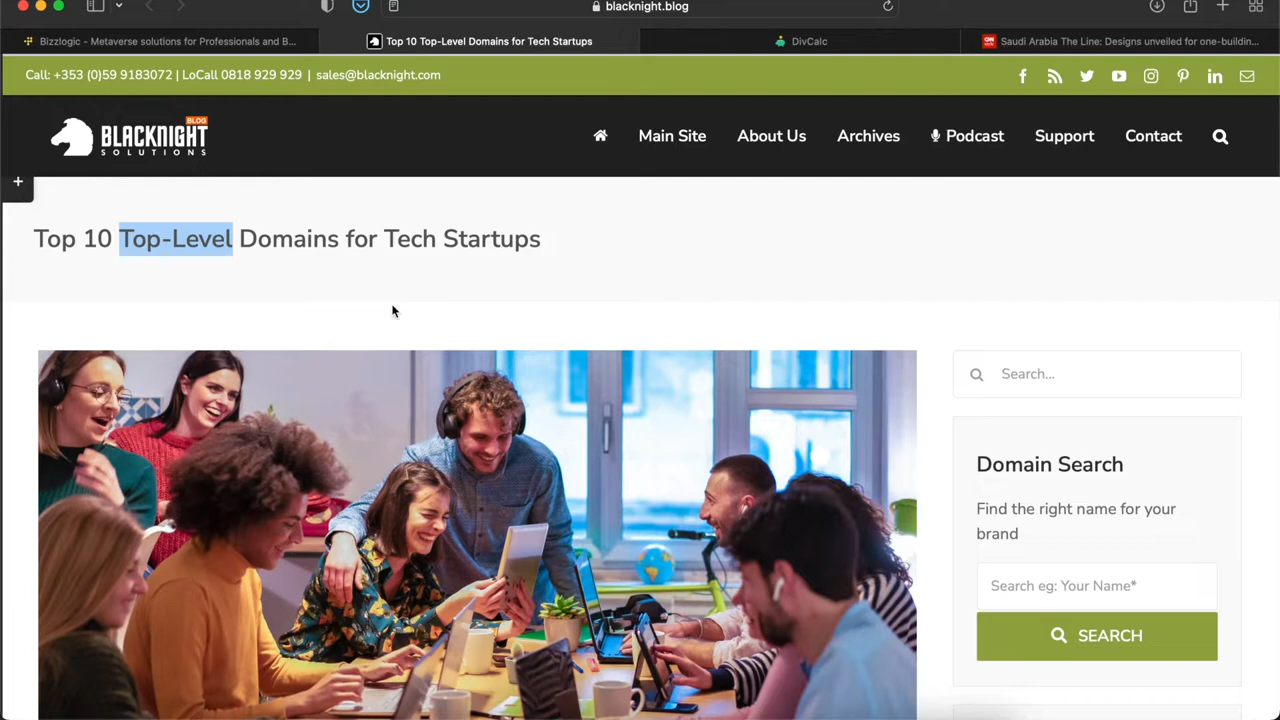 blacknight.blog
Bizzlogic - Metaverse solutions for Professionals and B...
Top 10 Top-Level Domains for Tech Startups
DivCalc
Saudi Arabia The Line: Designs unveiled for one-buildin...
Call: +353 (0)59 9183072 | LoCall 0818 929 929 | sales@blacknight.com
BLOG
BLACKNIGHT
SOLUTIONS
Main Site
About Us
Archives
Podcast
Support
Contact
+
Top 10 Top-Level Domains for Tech Startups
Search...
Domain Search
Find the right name for your
brand
Search eg: Your Name*
SEARCH